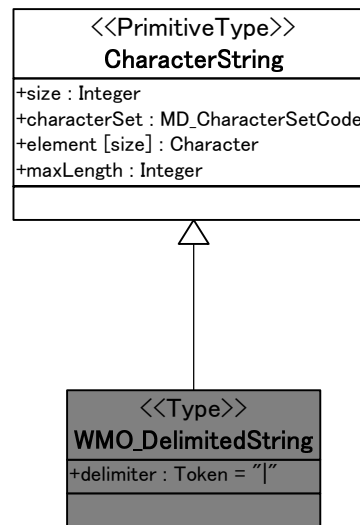 <<PrimitiveType>>
CharacterString
+size : Integer
+characterSet : MD_CharacterSetCode
+element [size] : Character
+maxLength : Integer
<<Type>>
WMO_DelimitedString
+delimiter : Token = "|"